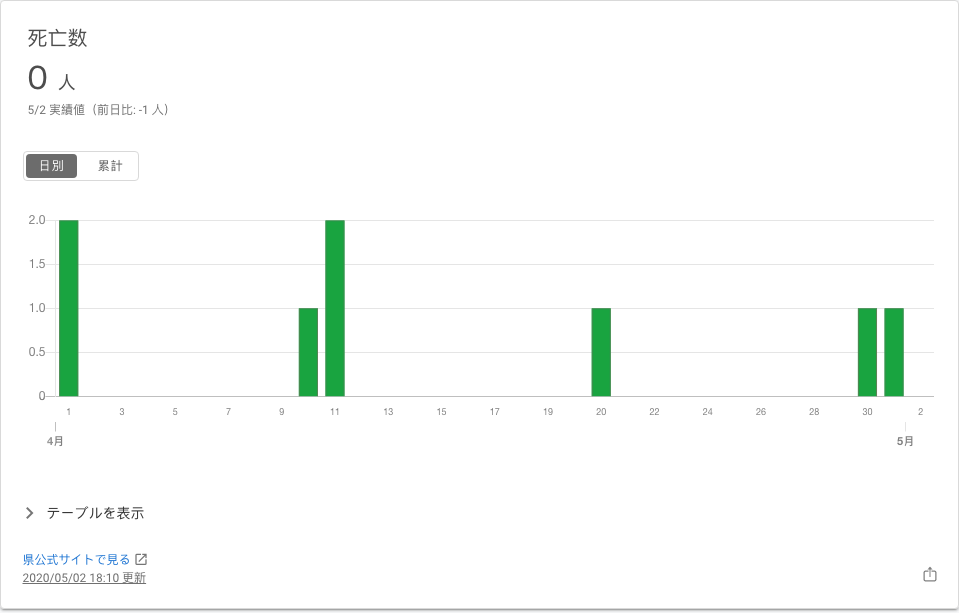 死亡数
0 人
5/2 実績値（前日比: -1 人）
日別 累計
2.0
1.5
1.0
0.5
0
1 3 5 7 9 11 13 15 17 19 20 22 24 26 28 30 2
4月 5月
テーブルを表示
県公式サイトで見る
2020/05/02 18:10 更新